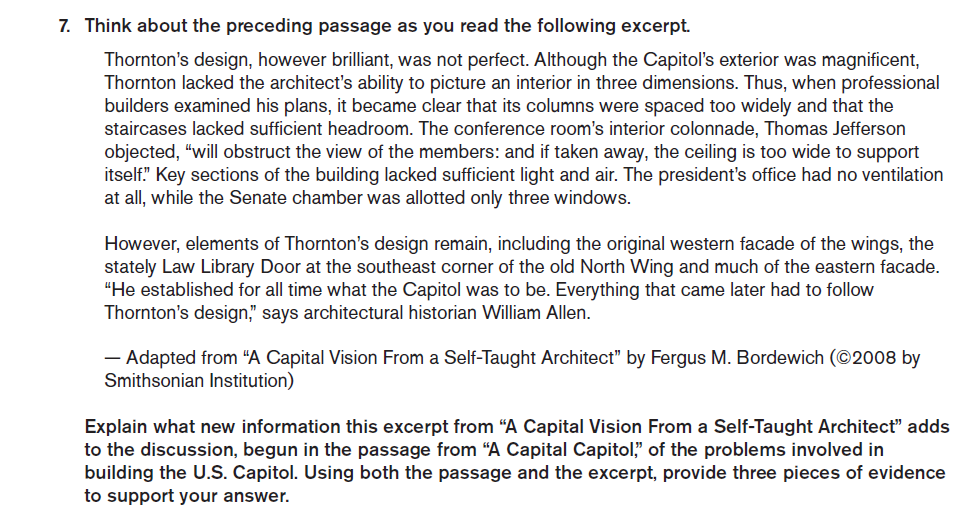 7. Think about the preceding passage as you read the following excerpt.
Thornton’s design, however brilliant, was not perfect. Although the Capitol’s exterior was magnificent,
Thornton lacked the architect’s ability to picture an interior in three dimensions. Thus, when professional
builders examined his plans, it became clear that its columns were spaced too widely and that the
staircases lacked sufficient headroom. The conference room’s interior colonnade, Thomas Jefferson
objected, “will obstruct the view of the members: and if taken away, the ceiling is too wide to support
itself.” Key sections of the building lacked sufficient light and air. The president’s office had no ventilation
at all, while the Senate chamber was allotted only three windows.
However, elements of Thornton’s design remain, including the original western facade of the wings, the
stately Law Library Door at the southeast corner of the old North Wing and much of the eastern facade.
“He established for all time what the Capitol was to be. Everything that came later had to follow
Thornton’s design,” says architectural historian William Allen.
— Adapted from “A Capital Vision From a Self-Taught Architect” by Fergus M. Bordewich (©2008 by
Smithsonian Institution)
Explain what new information this excerpt from “A Capital Vision From a Self-Taught Architect” adds
to the discussion, begun in the passage from “A Capital Capitol,” of the problems involved in
building the U.S. Capitol. Using both the passage and the excerpt, provide three pieces of evidence
to support your answer.